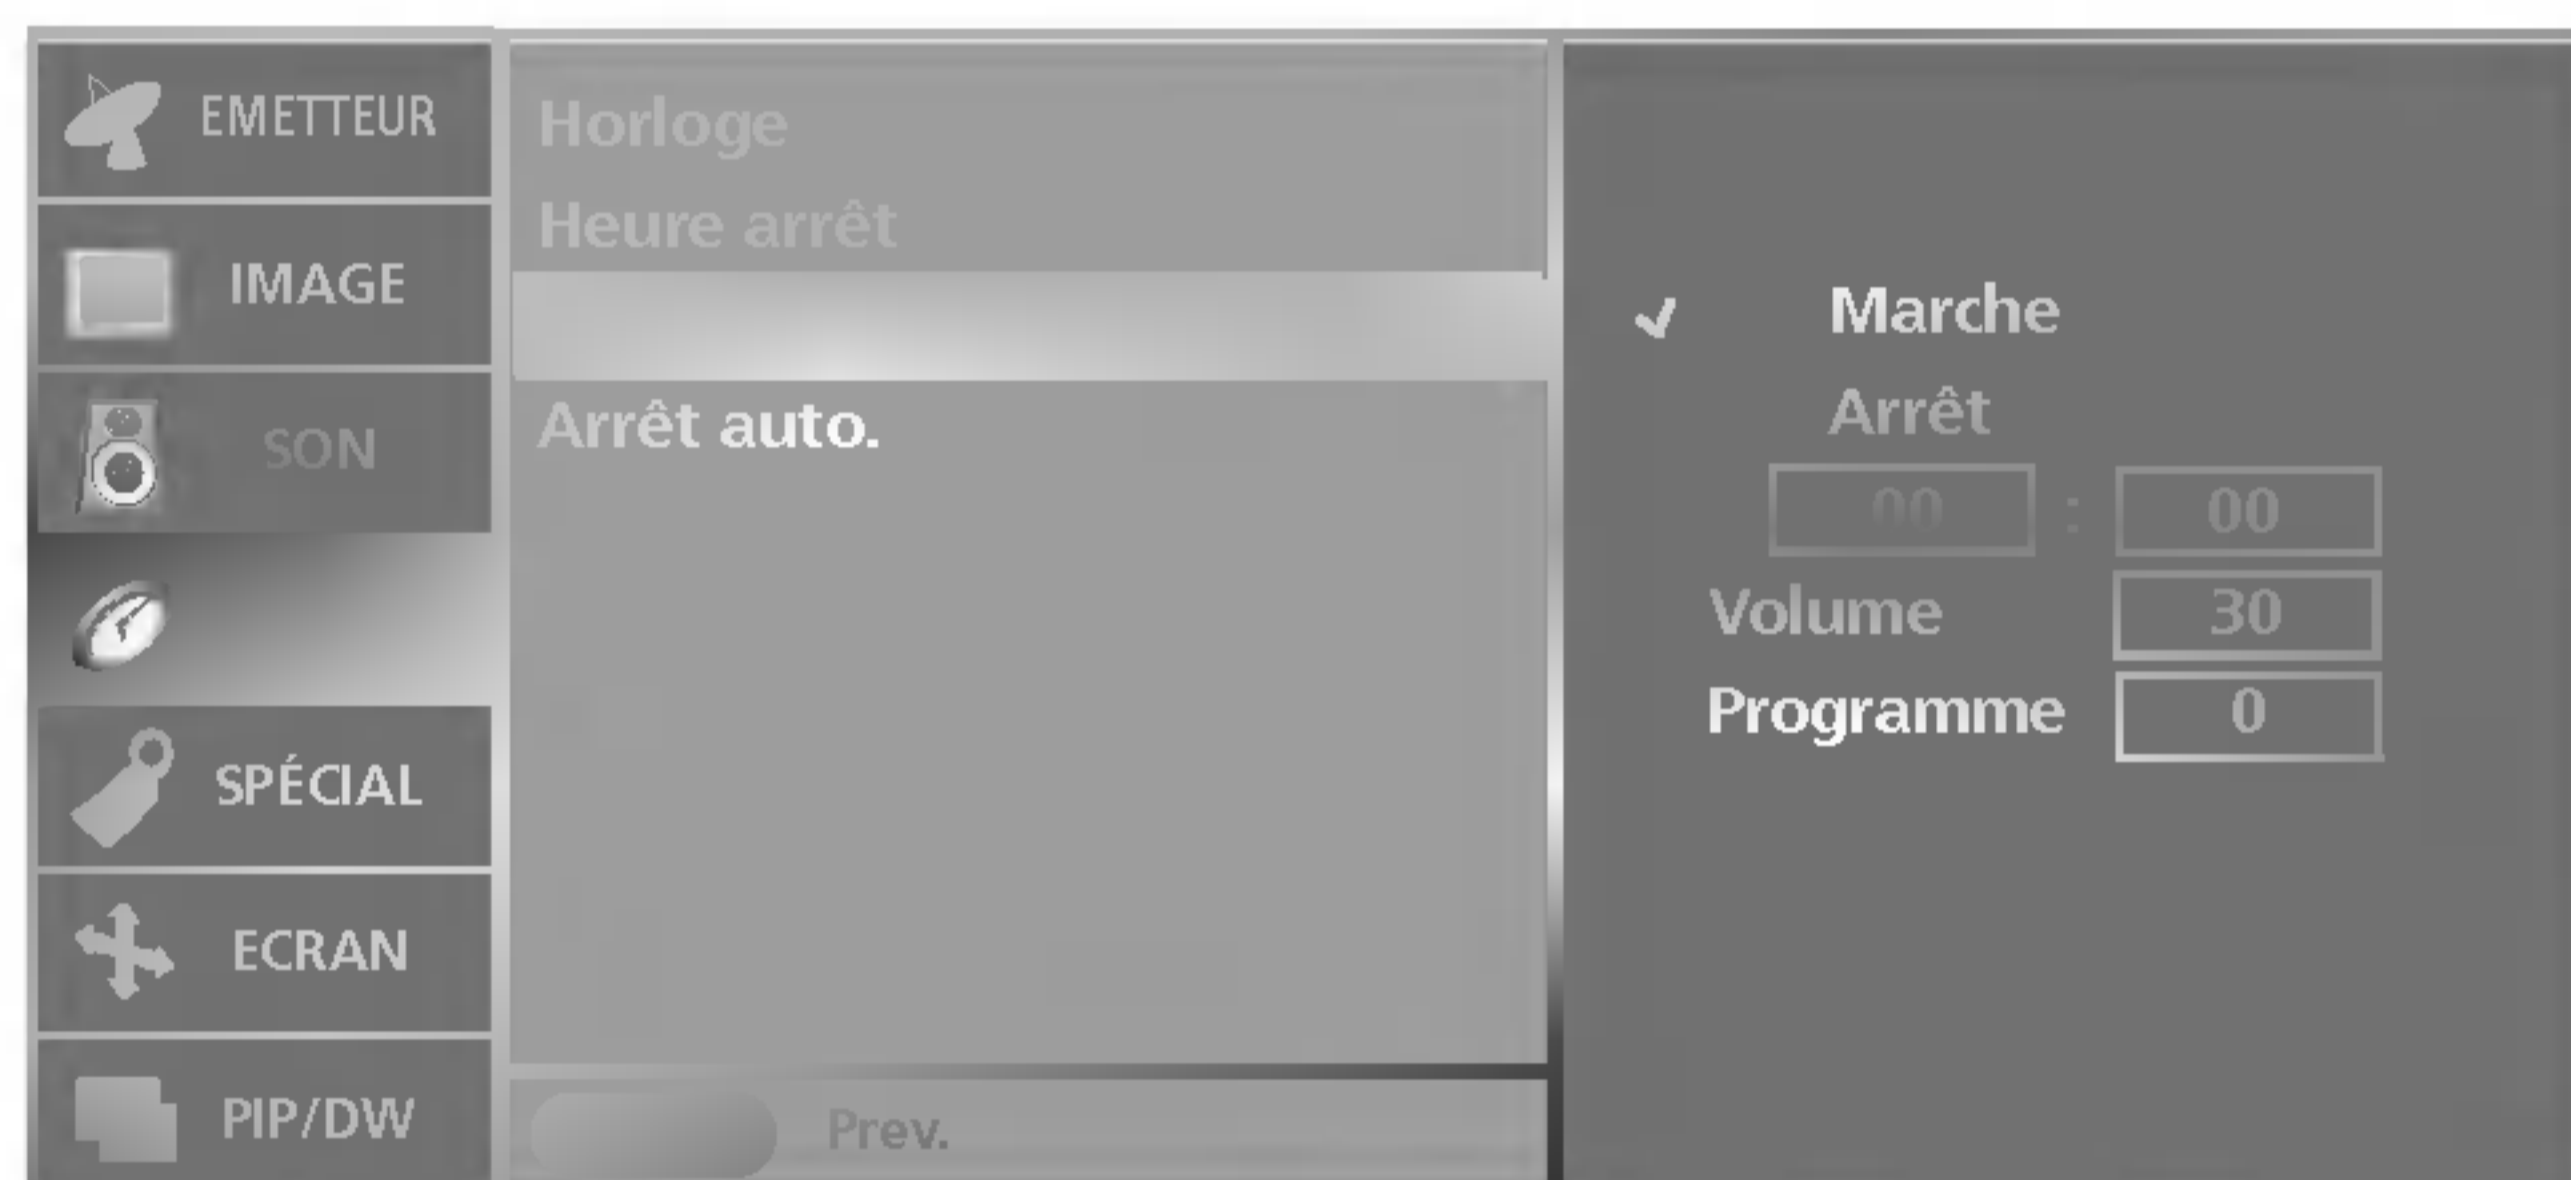 EMETTEUR
IMAGE
SON
SPÉCIAL
ECRAN
PIP/DW
Horloge
Heure arrêt
Arrêt auto.
Prev.
Marche
Arrêt
00 : 00
Volume 30
Programme 0